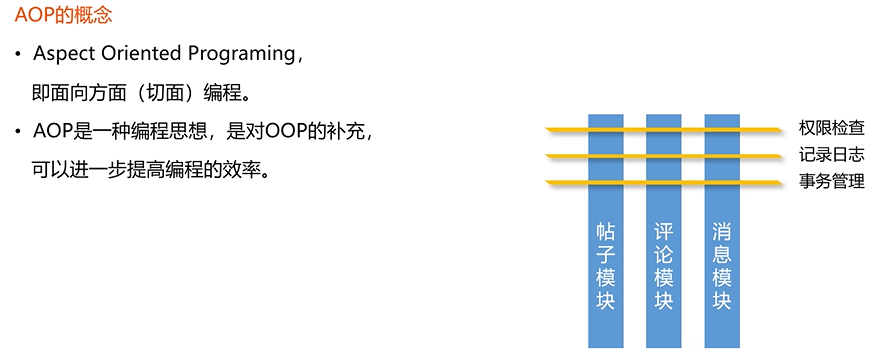 AOP的概念
• Aspect Oriented Programing，
即面向方面（切面）编程。
• AOP是一种编程思想，是对OOP的补充，
可以进一步提高编程的效率。
权限检查
记录日志
事务管理
帖子模块
评论模块
消息模块